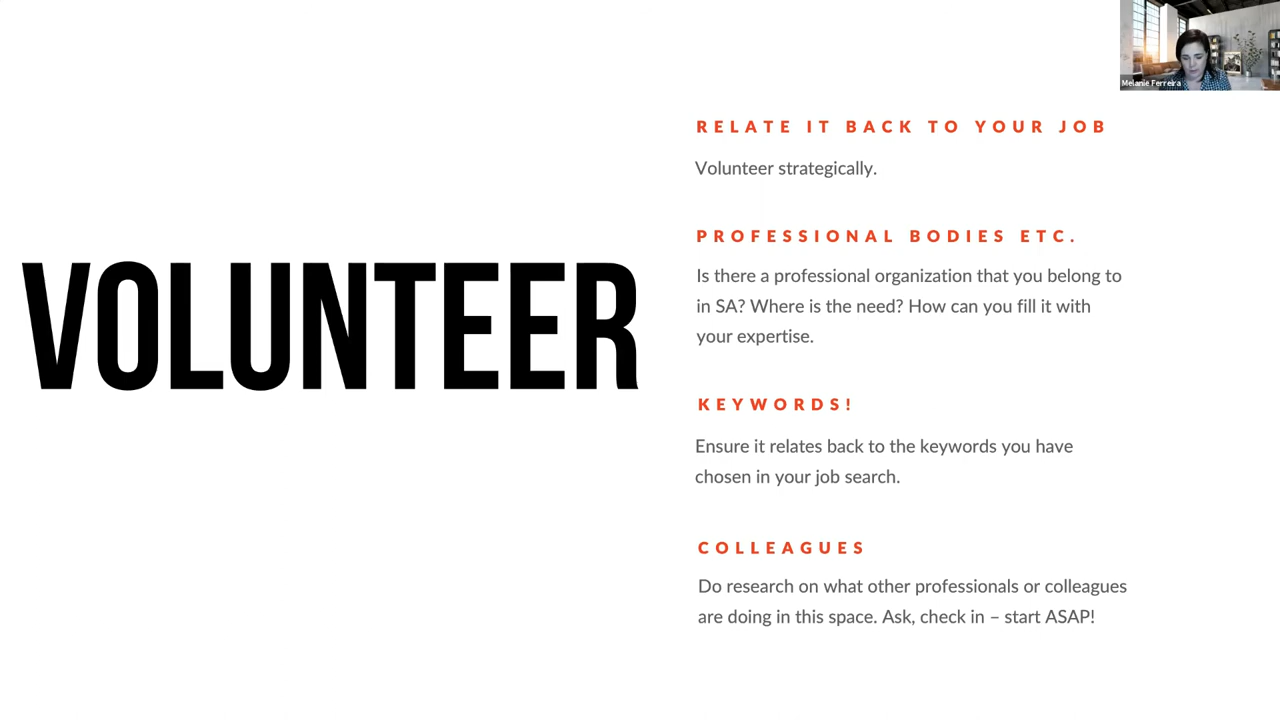 Melanie Ferreira
RELATE IT BACK TO YOUR JOB
Volunteer strategically.
PROFESSIONAL BODIES ETC.
Is there a professional organization that you belong to
in SA? Where is the need? How can you fill it with
your expertise.
VOLUNTEER
KEYWORDS!
Ensure it relates back to the keywords you have
chosen in your job search.
COLLEAGUES
Do research on what other professionals or colleagues
are doing in this space. Ask, check in – start ASAP!